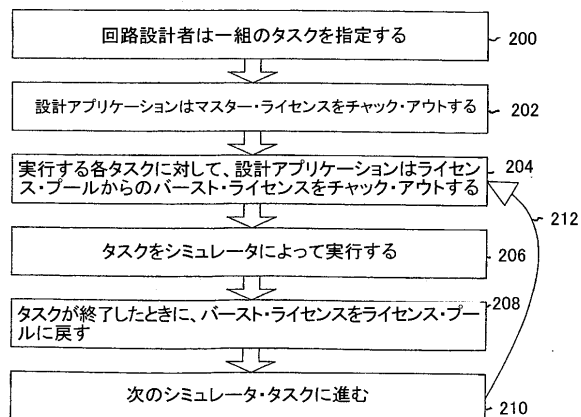 回路設計者は一組のタスクを指定する
200
設計アプリケーションはマスター・ライセンスをチャック・アウトする
202
実行する各タスクに対して、設計アプリケーションはライセン
ス・プールからのバースト・ライセンスをチャック・アウトする
204
212
タスクをシミュレータによって実行する
206
タスクが終了したときに、バースト・ライセンスをライセンス・プー
ルに戻す
208
次のシミュレータ・タスクに進む
210